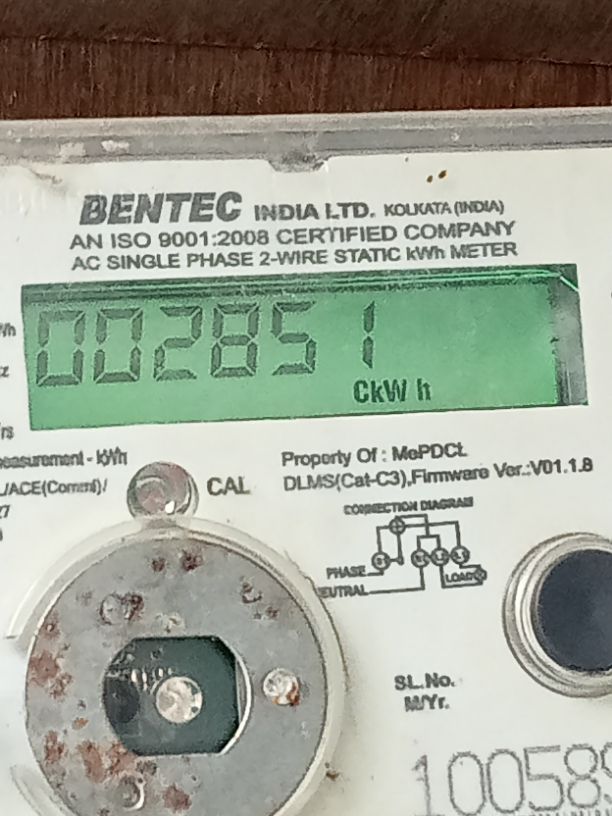 BENTEC INDIA LTD. KOLKATA (INDIA)
AN ISO 9001:2008 CERTIFIED COMPANY
AC SINGLE PHASE 2-WIRE STATIC kWh METER
002851
CkW h
Property Of : MePDCL
DLMS(Cat-C3),Firmware Ver.:V01.1.8
CAL
CONNECTION DIAGRAM
PHASE
LOAD
SL.No.
M/Yr.